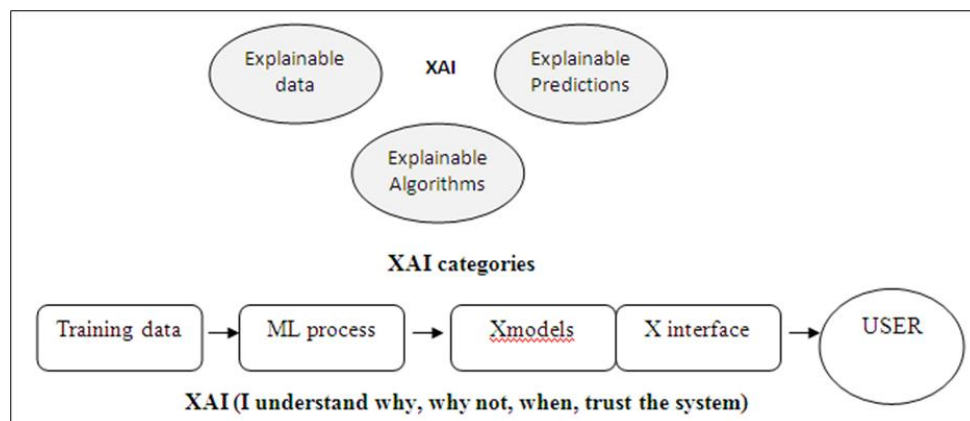 Explainable
data
XAI
Explainable
Predictions
Explainable
Algorithms
XAI categories
Training data
ML process
Xmodels
X interface
USER
XAI (I understand why, why not, when, trust the system)